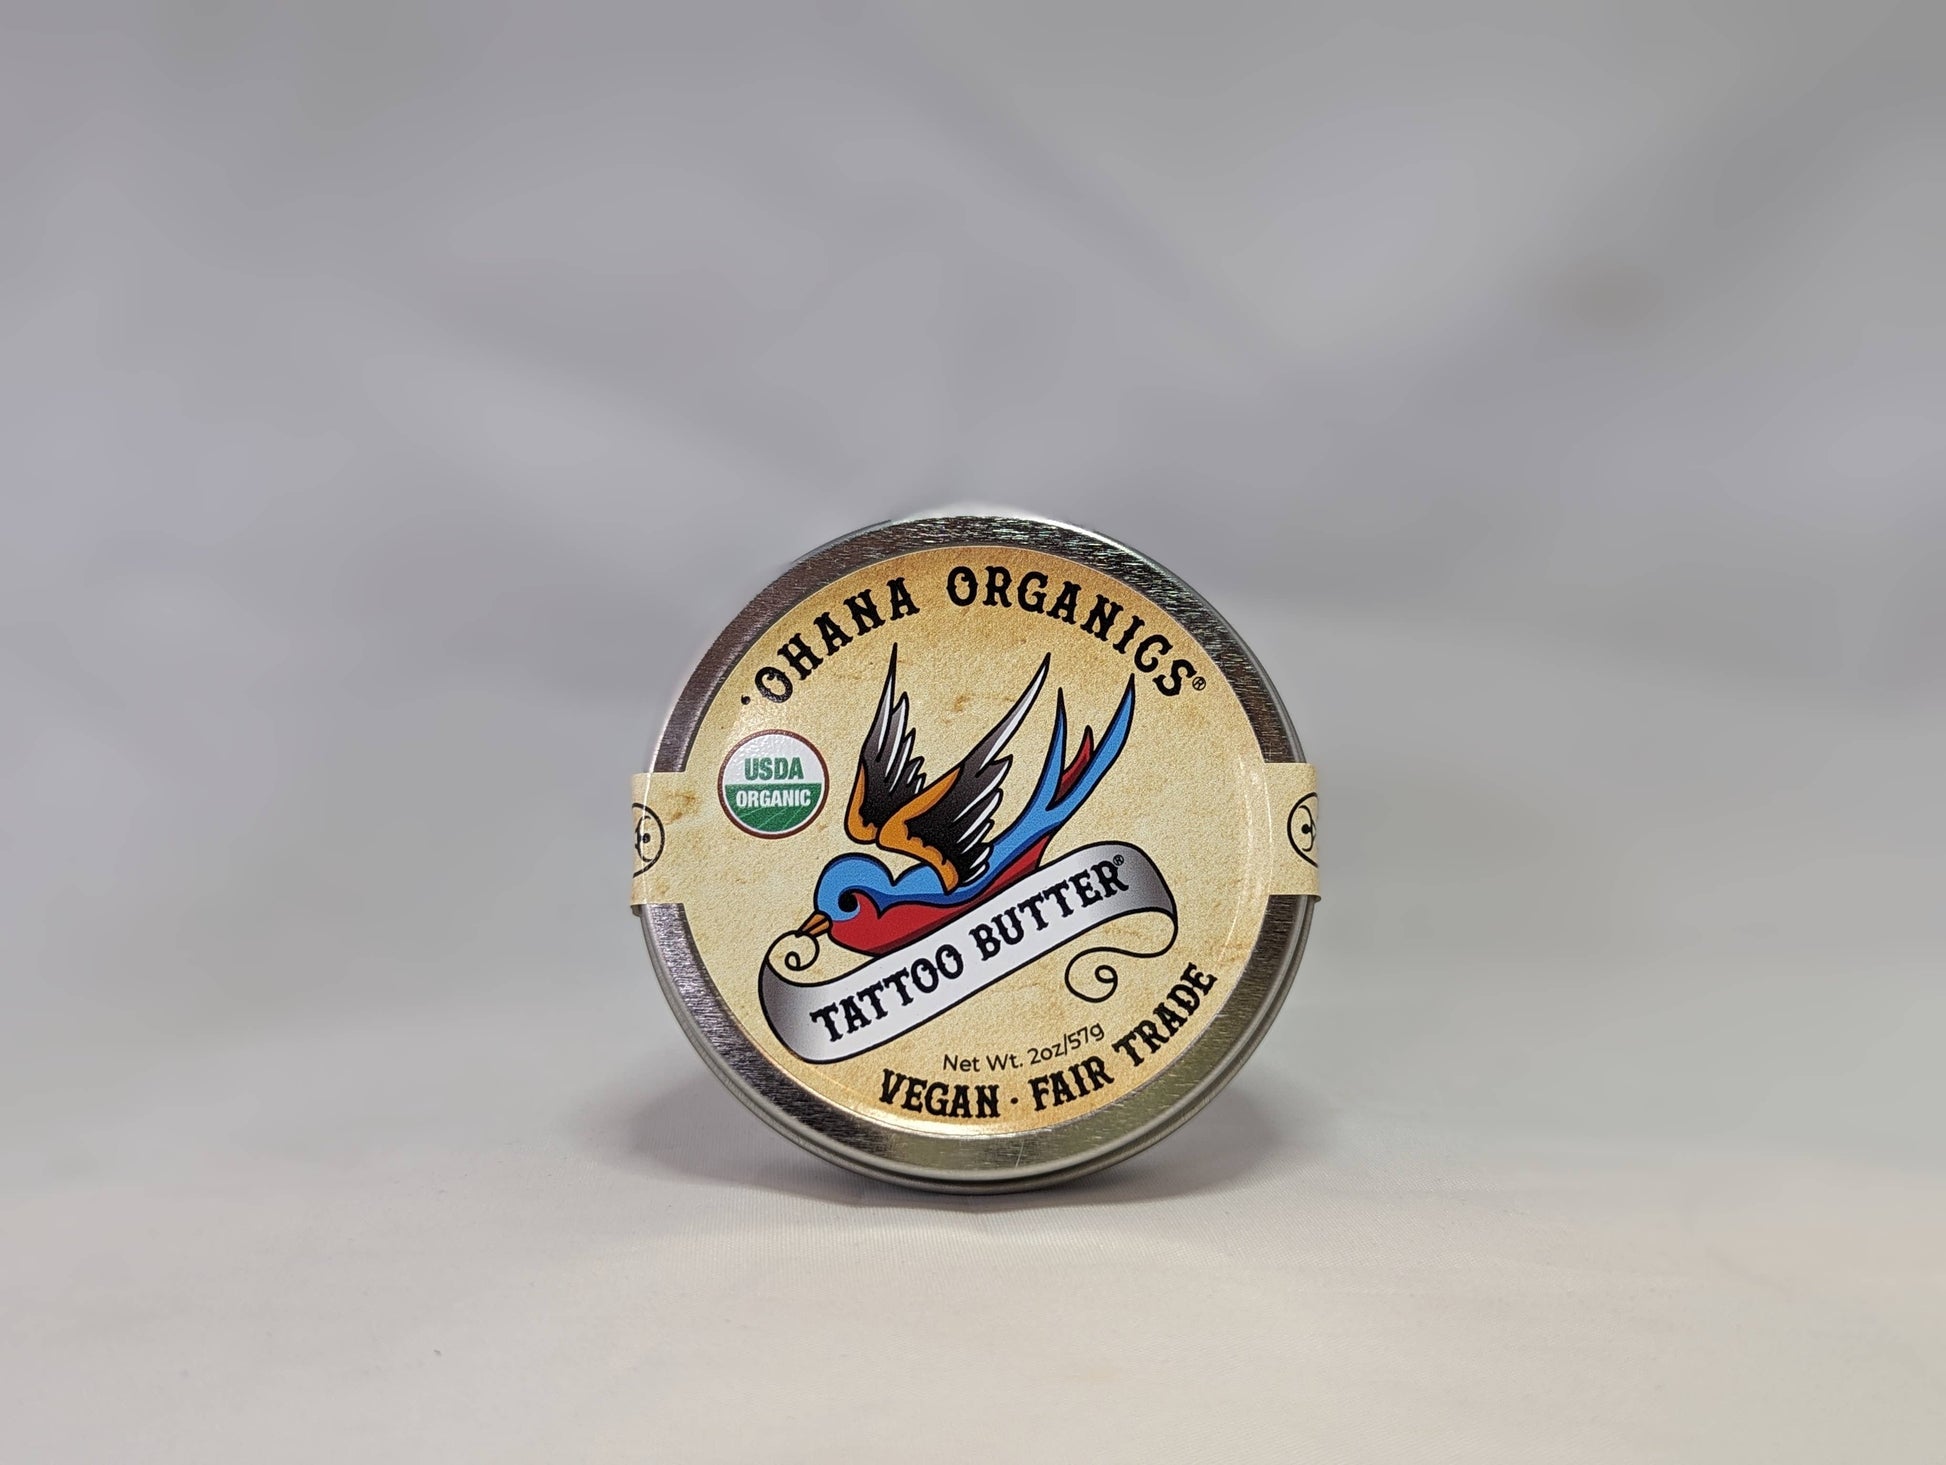 'OHANA ORGANICS®
USDA
ORGANIC
TATTOO BUTTER®
Net Wt. 2oz/57g
VEGAN · FAIR TRADE